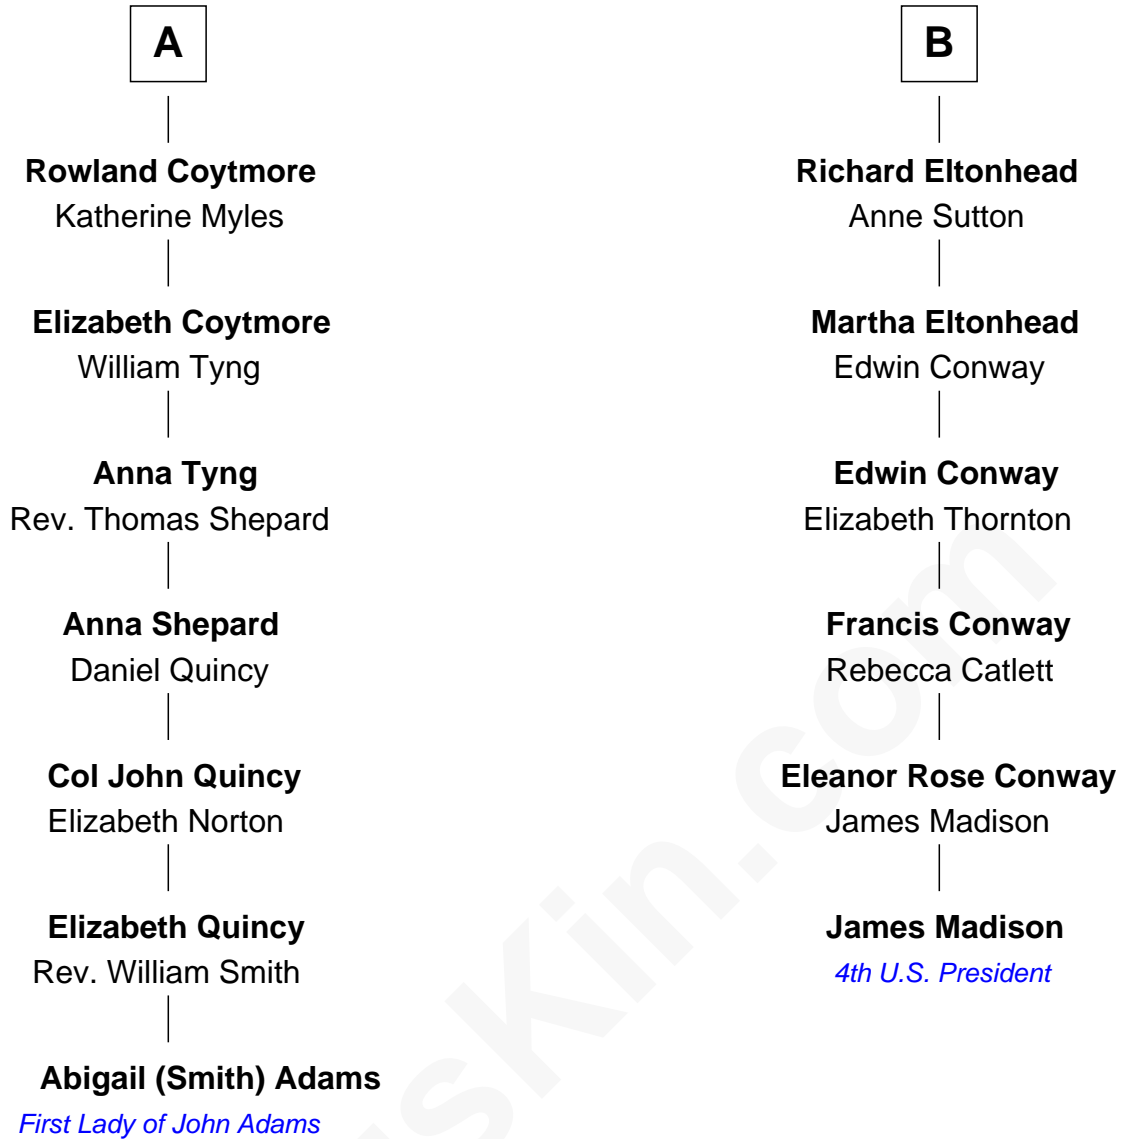 A
Rowland Coytmore
Katherine Myles
Elizabeth Coytmore
William Tyng
Anna Tyng
Rev. Thomas Shepard
Anna Shepard
Daniel Quincy
Col John Quincy
Elizabeth Norton
Elizabeth Quincy
Rev. William Smith
Abigail (Smith) Adams
First Lady of John Adams
B
Richard Eltonhead
Anne Sutton
Martha Eltonhead
Edwin Conway
Edwin Conway
Elizabeth Thornton
Francis Conway
Rebecca Catlett
Eleanor Rose Conway
James Madison
James Madison
4th U.S. President
sKin.com